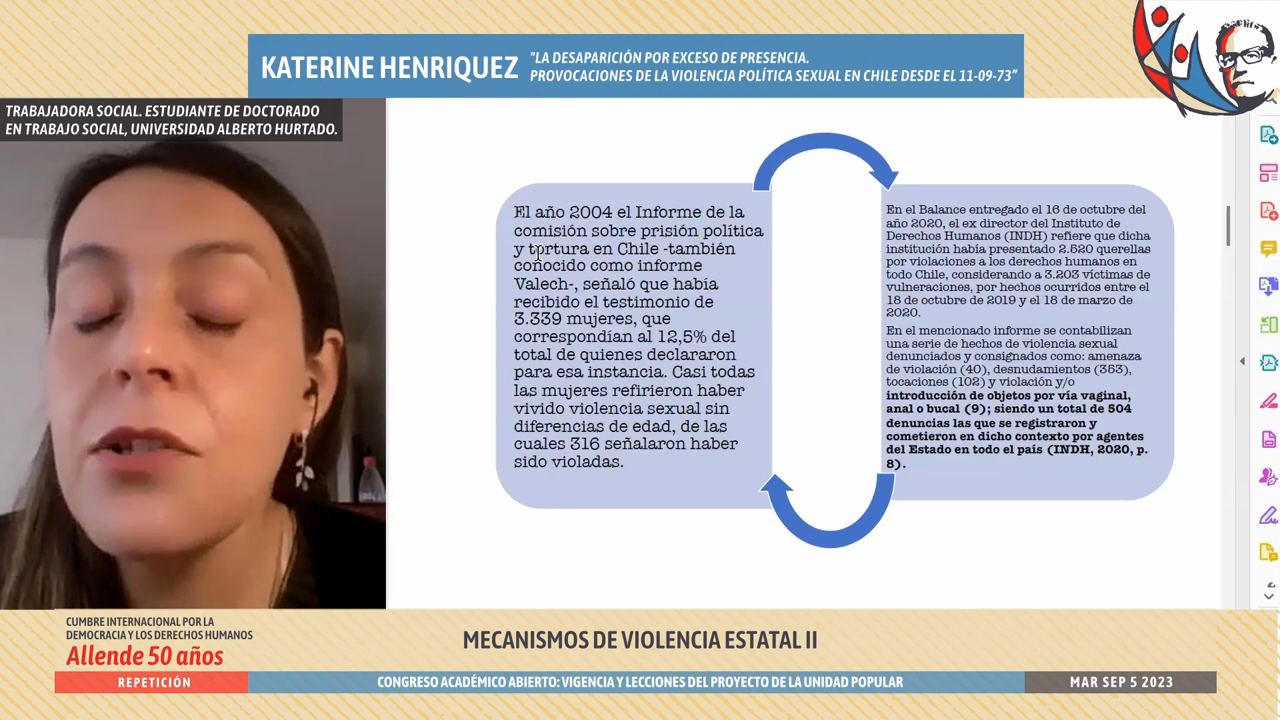 KATERINE HENRIQUEZ
"LA DESAPARICIÓN POR EXCESO DE PRESENCIA.
PROVOCACIONES DE LA VIOLENCIA POLÍTICA SEXUAL EN CHILE DESDE EL 11-09-73"
TRABAJADORA SOCIAL. ESTUDIANTE DE DOCTORADO
EN TRABAJO SOCIAL, UNIVERSIDAD ALBERTO HURTADO.
El año 2004 el Informe de la
comisión sobre prisión política
y tortura en Chile -también
conocido como informe
Valech-, señaló que había
recibido el testimonio de
3.339 mujeres, que
correspondían al 12,5% del
total de quienes declararon
para esa instancia. Casi todas
las mujeres refirieron haber
vivido violencia sexual sin
diferencias de edad, de las
cuales 316 señalaron haber
sido violadas.
En el Balance entregado el 16 de octubre del
año 2020, el ex director del Instituto de
Derechos Humanos (INDH) refiere que dicha
institución había presentado 2.520 querellas
por violaciones a los derechos humanos en
todo Chile, considerando a 3.203 víctimas de
vulneraciones, por hechos ocurridos entre el
18 de octubre de 2019 y el 18 de marzo de
2020.
En el mencionado informe se contabilizan
una serie de hechos de violencia sexual
denunciados y consignados como: amenaza
de violación (40), desnudamientos (353),
tocaciones (102) y violación y/o
introducción de objetos por vía vaginal,
anal o bucal (9); siendo un total de 504
denuncias las que se registraron y
cometieron en dicho contexto por agentes
del Estado en todo el país (INDH, 2020, p.
8).
CUMBRE INTERNACIONAL POR LA
DEMOCRACIA Y LOS DERECHOS HUMANOS
Allende 50 años
MECANISMOS DE VIOLENCIA ESTATAL II
REPETICIÓN
CONGRESO ACADÉMICO ABIERTO: VIGENCIA Y LECCIONES DEL PROYECTO DE LA UNIDAD POPULAR
MAR SEP 5 2023